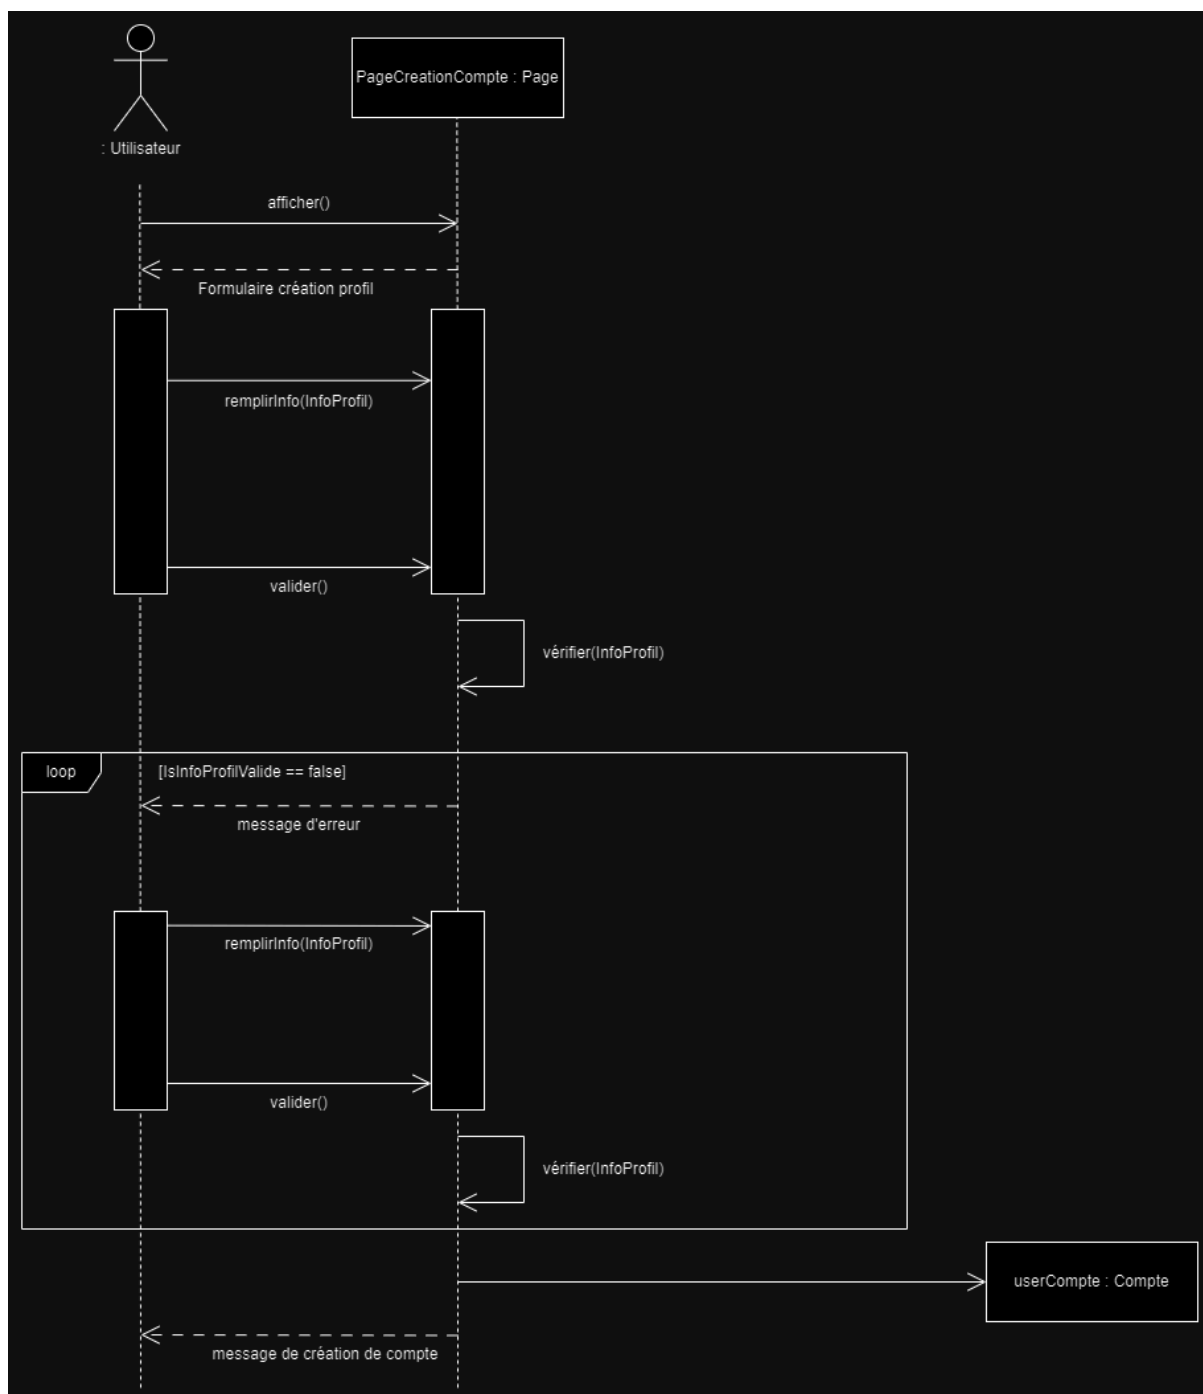 PageCreationCompte : Page
: Utilisateur
afficher()
Formulaire création profil
remplirInfo(InfoProfil)
valider()
vérifier(InfoProfil)
loop
[IsInfoProfilValide == false]
message d'erreur
remplirInfo(InfoProfil)
valider()
vérifier(InfoProfil)
userCompte : Compte
message de création de compte